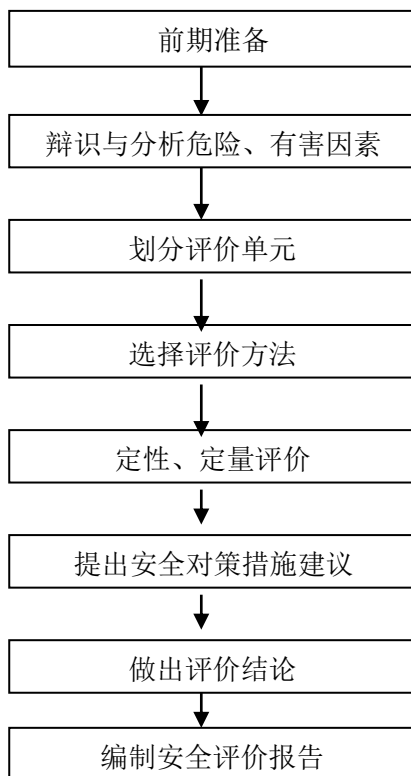 前期准备
辩识与分析危险、有害因素
划分评价单元
选择评价方法
定性、定量评价
提出安全对策措施建议
做出评价结论
编制安全评价报告